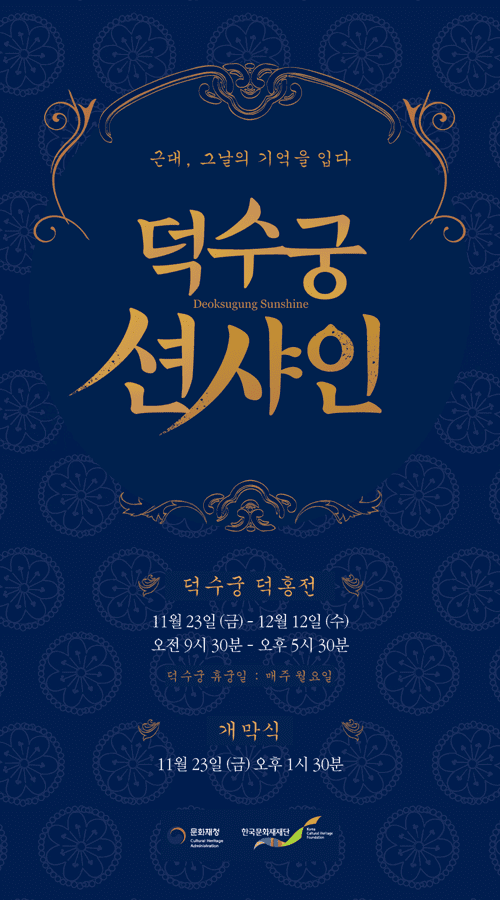 근대, 그날의 기억을 입다
덕수궁
Deoksugung Sunshine
션샤인
덕수궁 덕홍전
11월 23일 (금) - 12월 12일 (수)
오전 9시 30분 - 오후 5시 30분
덕수궁 휴궁일 : 매주 월요일
개막식
11월 23일 (금) 오후 1시 30분
문화재청
Cultural Heritage
Administration
한국문화재재단
Korea
Cultural Heritage
Foundation